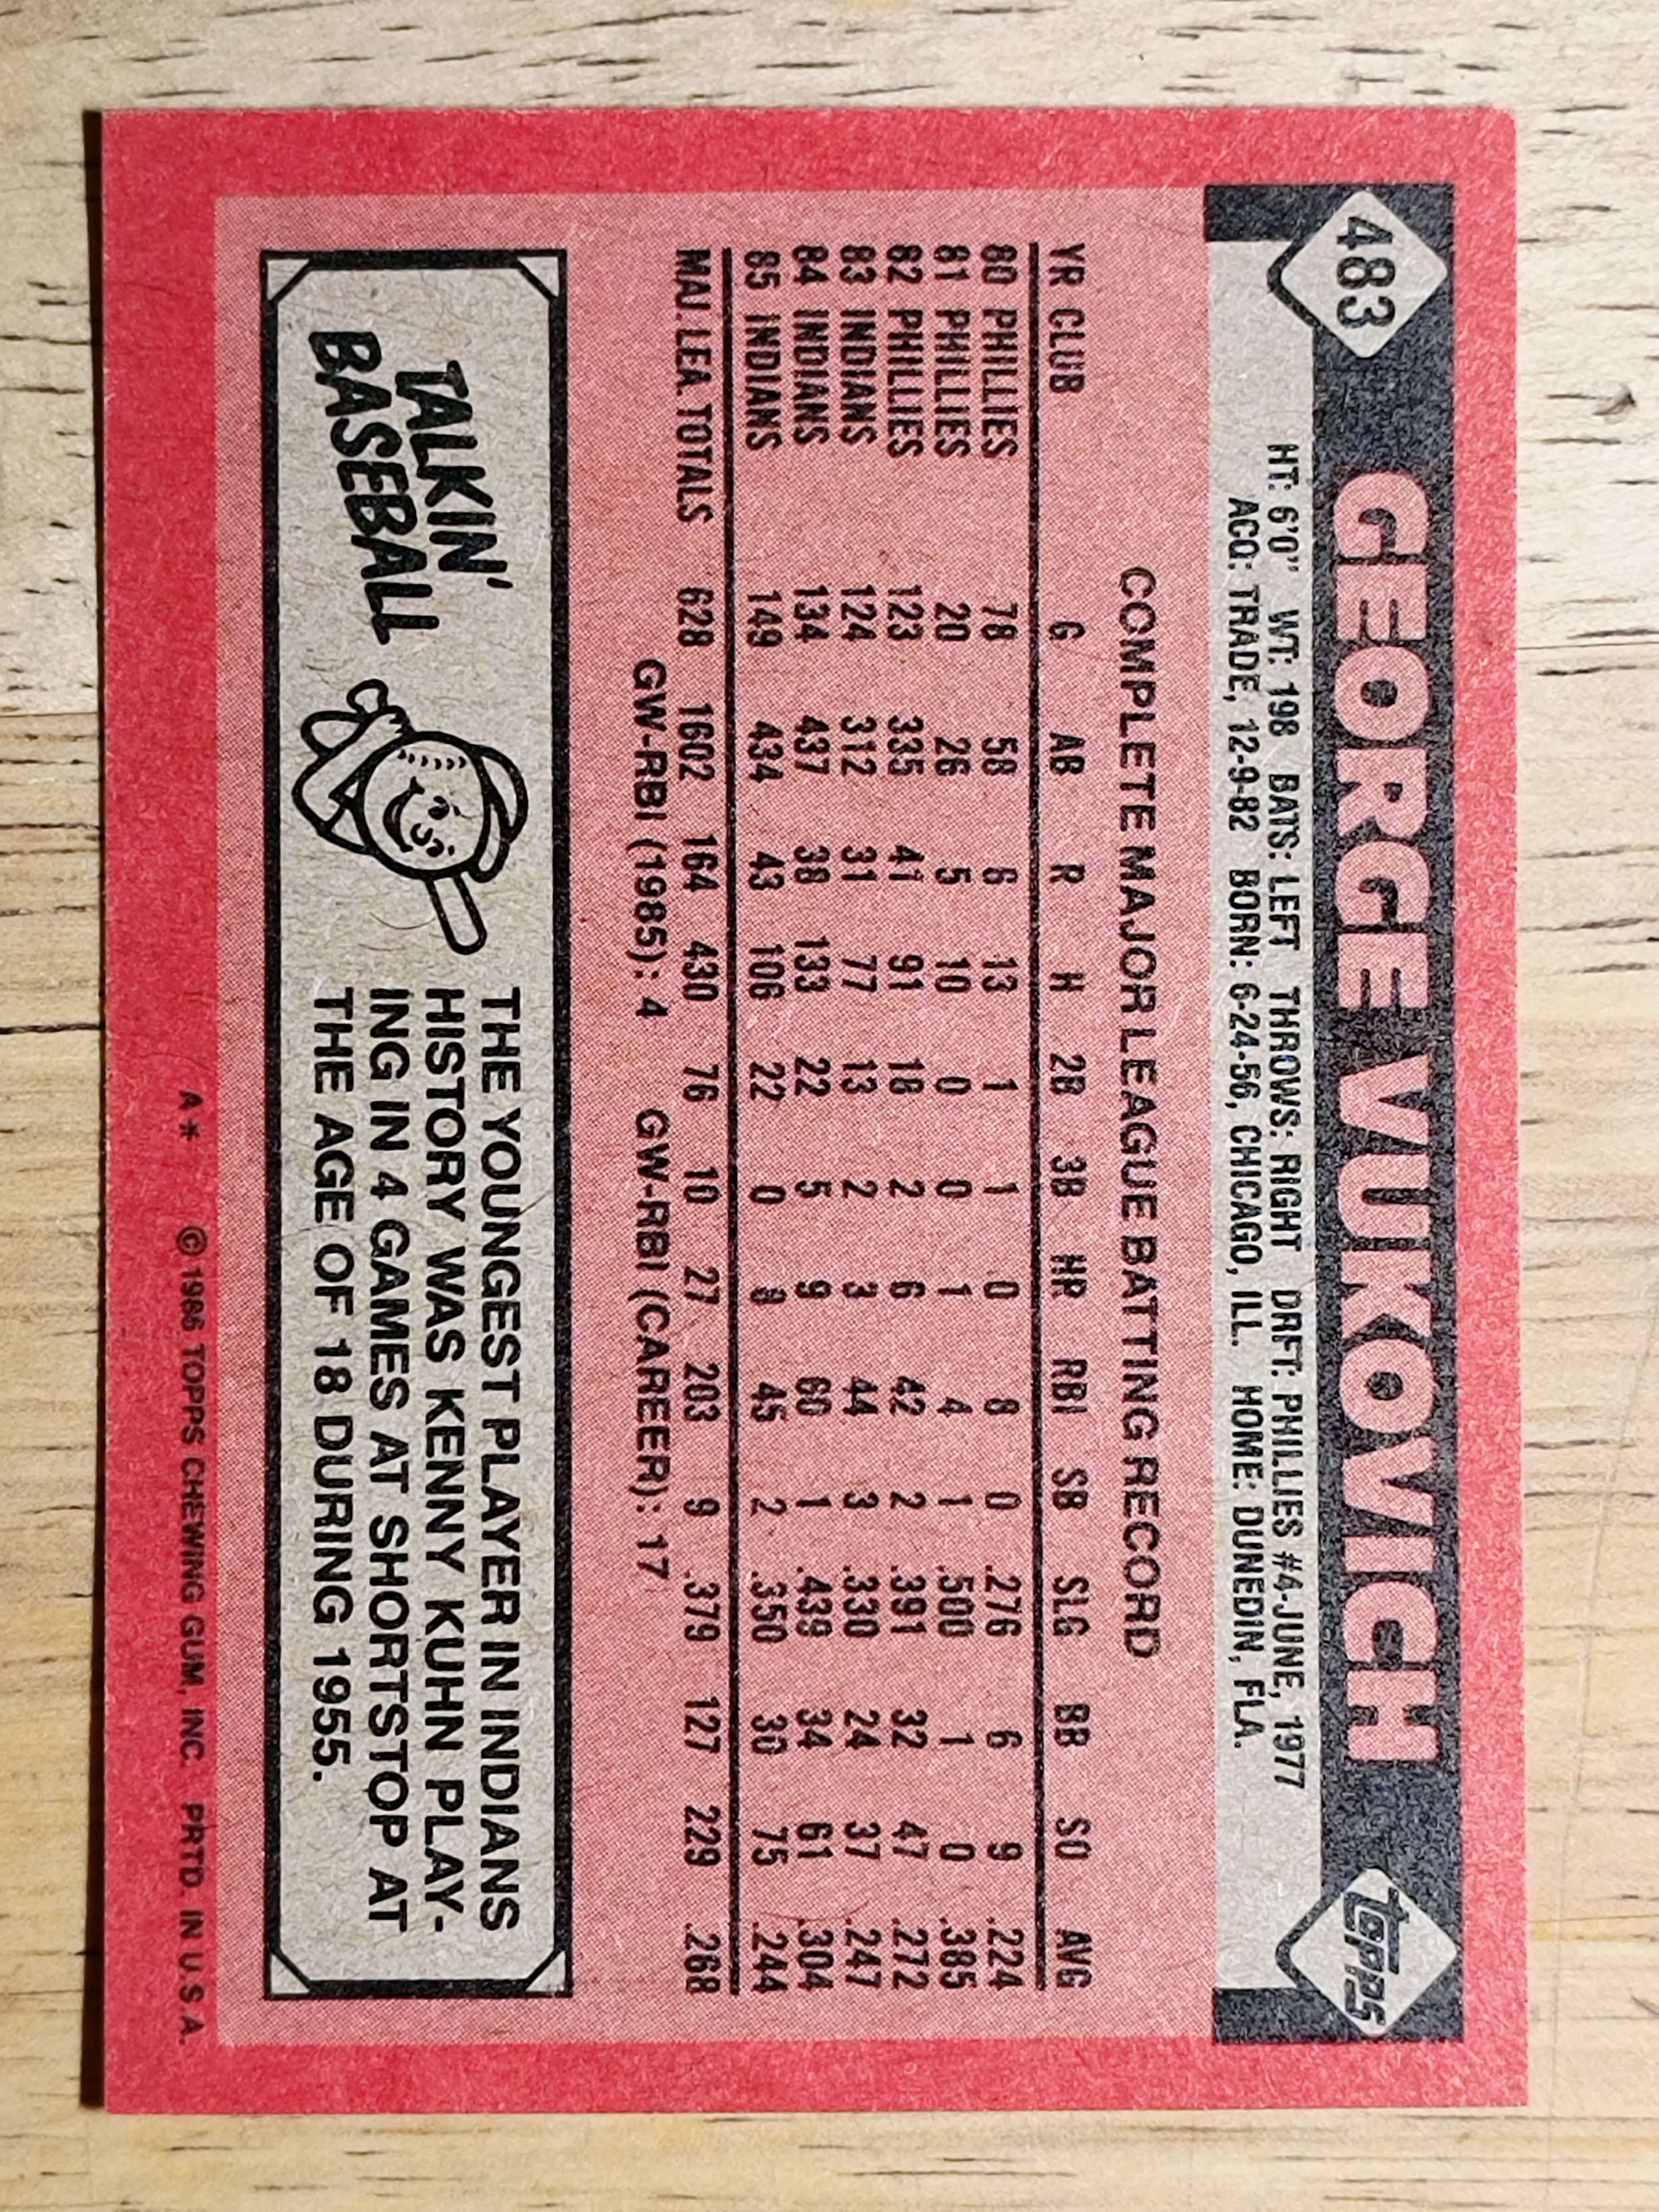 483 GEORGE VUKOVICH TOPPS
HT: 6'0" WT: 198 BATS: LEFT THROWS: RIGHT DRFT: PHILLIES #4-JUNE, 1977
ACQ: TRADE, 12-9-82 BORN: 6-24-56, CHICAGO, ILL. HOME: DUNEDIN, FLA.
COMPLETE MAJOR LEAGUE BATTING RECORD
YR CLUB G AB R H 2B 3B HR RBI SB SLG BB SO AVG
80 PHILLIES 78 58 6 13 1 1 0 8 0 .276 6 9 .224
81 PHILLIES 20 26 5 10 0 0 1 4 1 .500 1 0 .385
82 PHILLIES 123 335 41 91 18 2 6 42 2 .391 32 47 .272
83 INDIANS 124 312 31 77 13 2 3 44 3 .330 24 37 .247
84 INDIANS 134 437 38 133 22 5 9 60 1 .439 34 61 .304
85 INDIANS 149 434 43 106 22 0 8 45 2 .350 30 75 .244
MAJ. LEA. TOTALS 628 1602 164 430 76 10 27 203 9 .379 127 229 .268
GW-RBI (1985): 4 GW-RBI (CAREER): 17
TALKIN'
BASEBALL
THE YOUNGEST PLAYER IN INDIANS
HISTORY WAS KENNY KUHN PLAY-
ING IN 4 GAMES AT SHORTSTOP AT
THE AGE OF 18 DURING 1955.
A* © 1986 TOPPS CHEWING GUM, INC. PRTD. IN U.S.A.